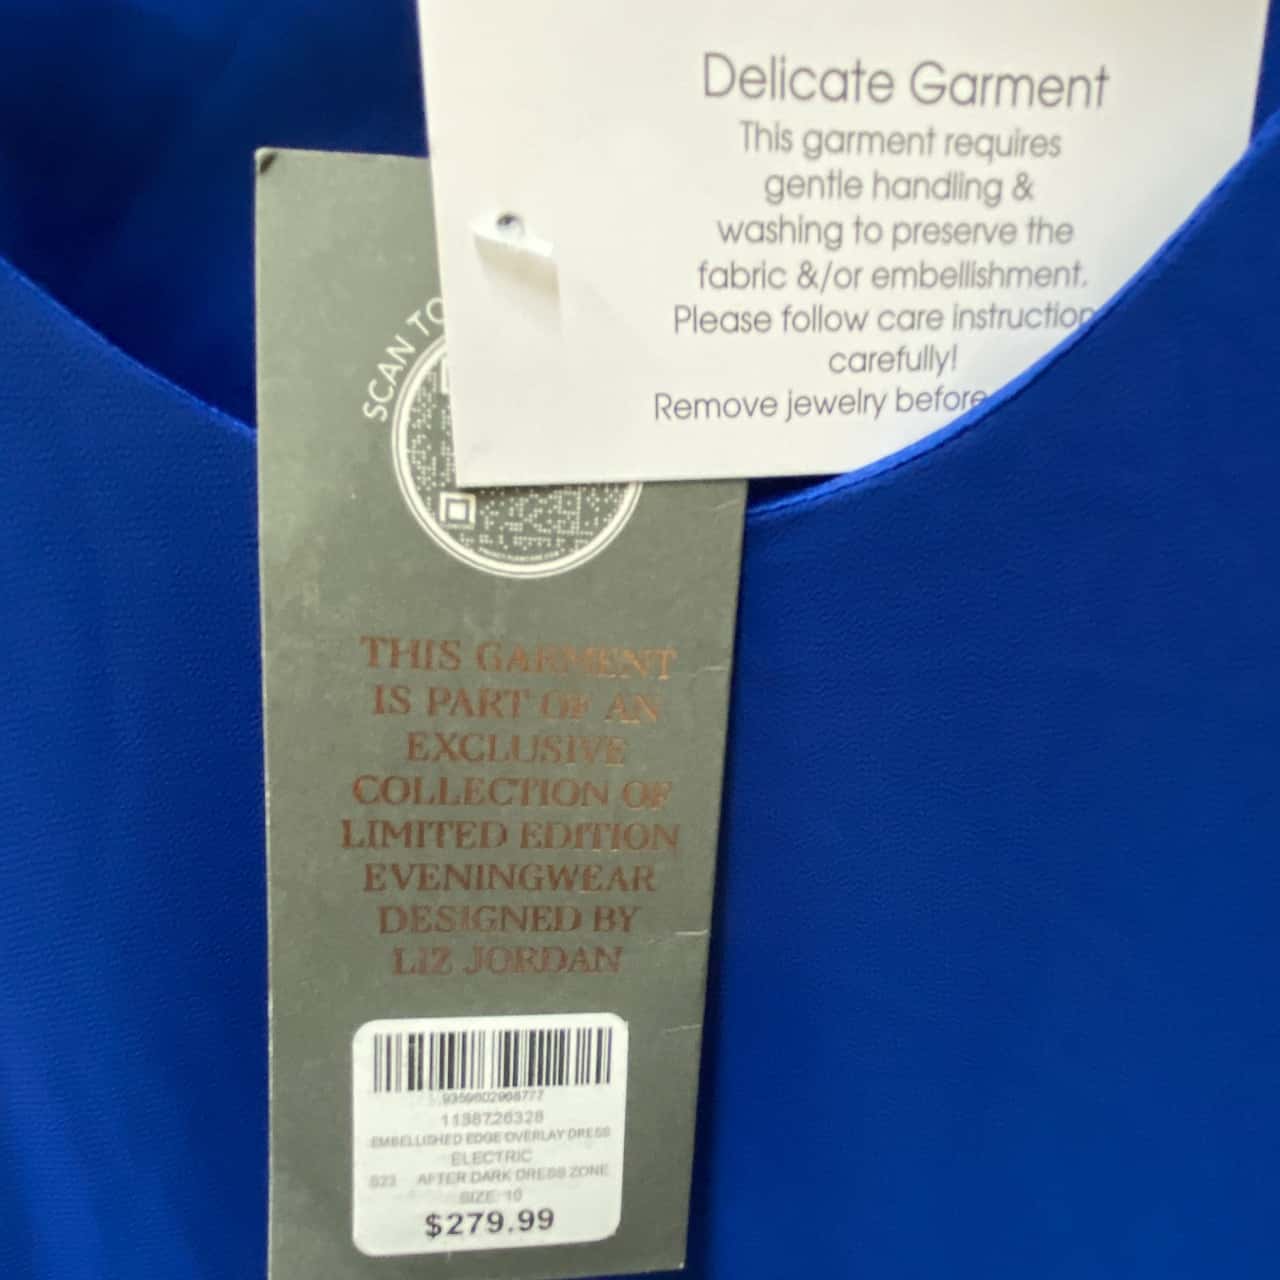 Delicate Garment
This garment requires
gentle handling &
washing to preserve the
fabric &/or embellishment.
Please follow care instruction
carefully!
Remove jewelry before
SCAN TO
THIS GARMENT
IS PART OF AN
EXCLUSIVE
COLLECTION OF
LIMITED EDITION
EVENINGWEAR
DESIGNED BY
LIZ JORDAN
9359602968777
1138726328
EMBELLISHED EDGE OVERLAY DRESS
ELECTRIC
S23 AFTER DARK DRESS ZONE
SIZE: 10
$279.99